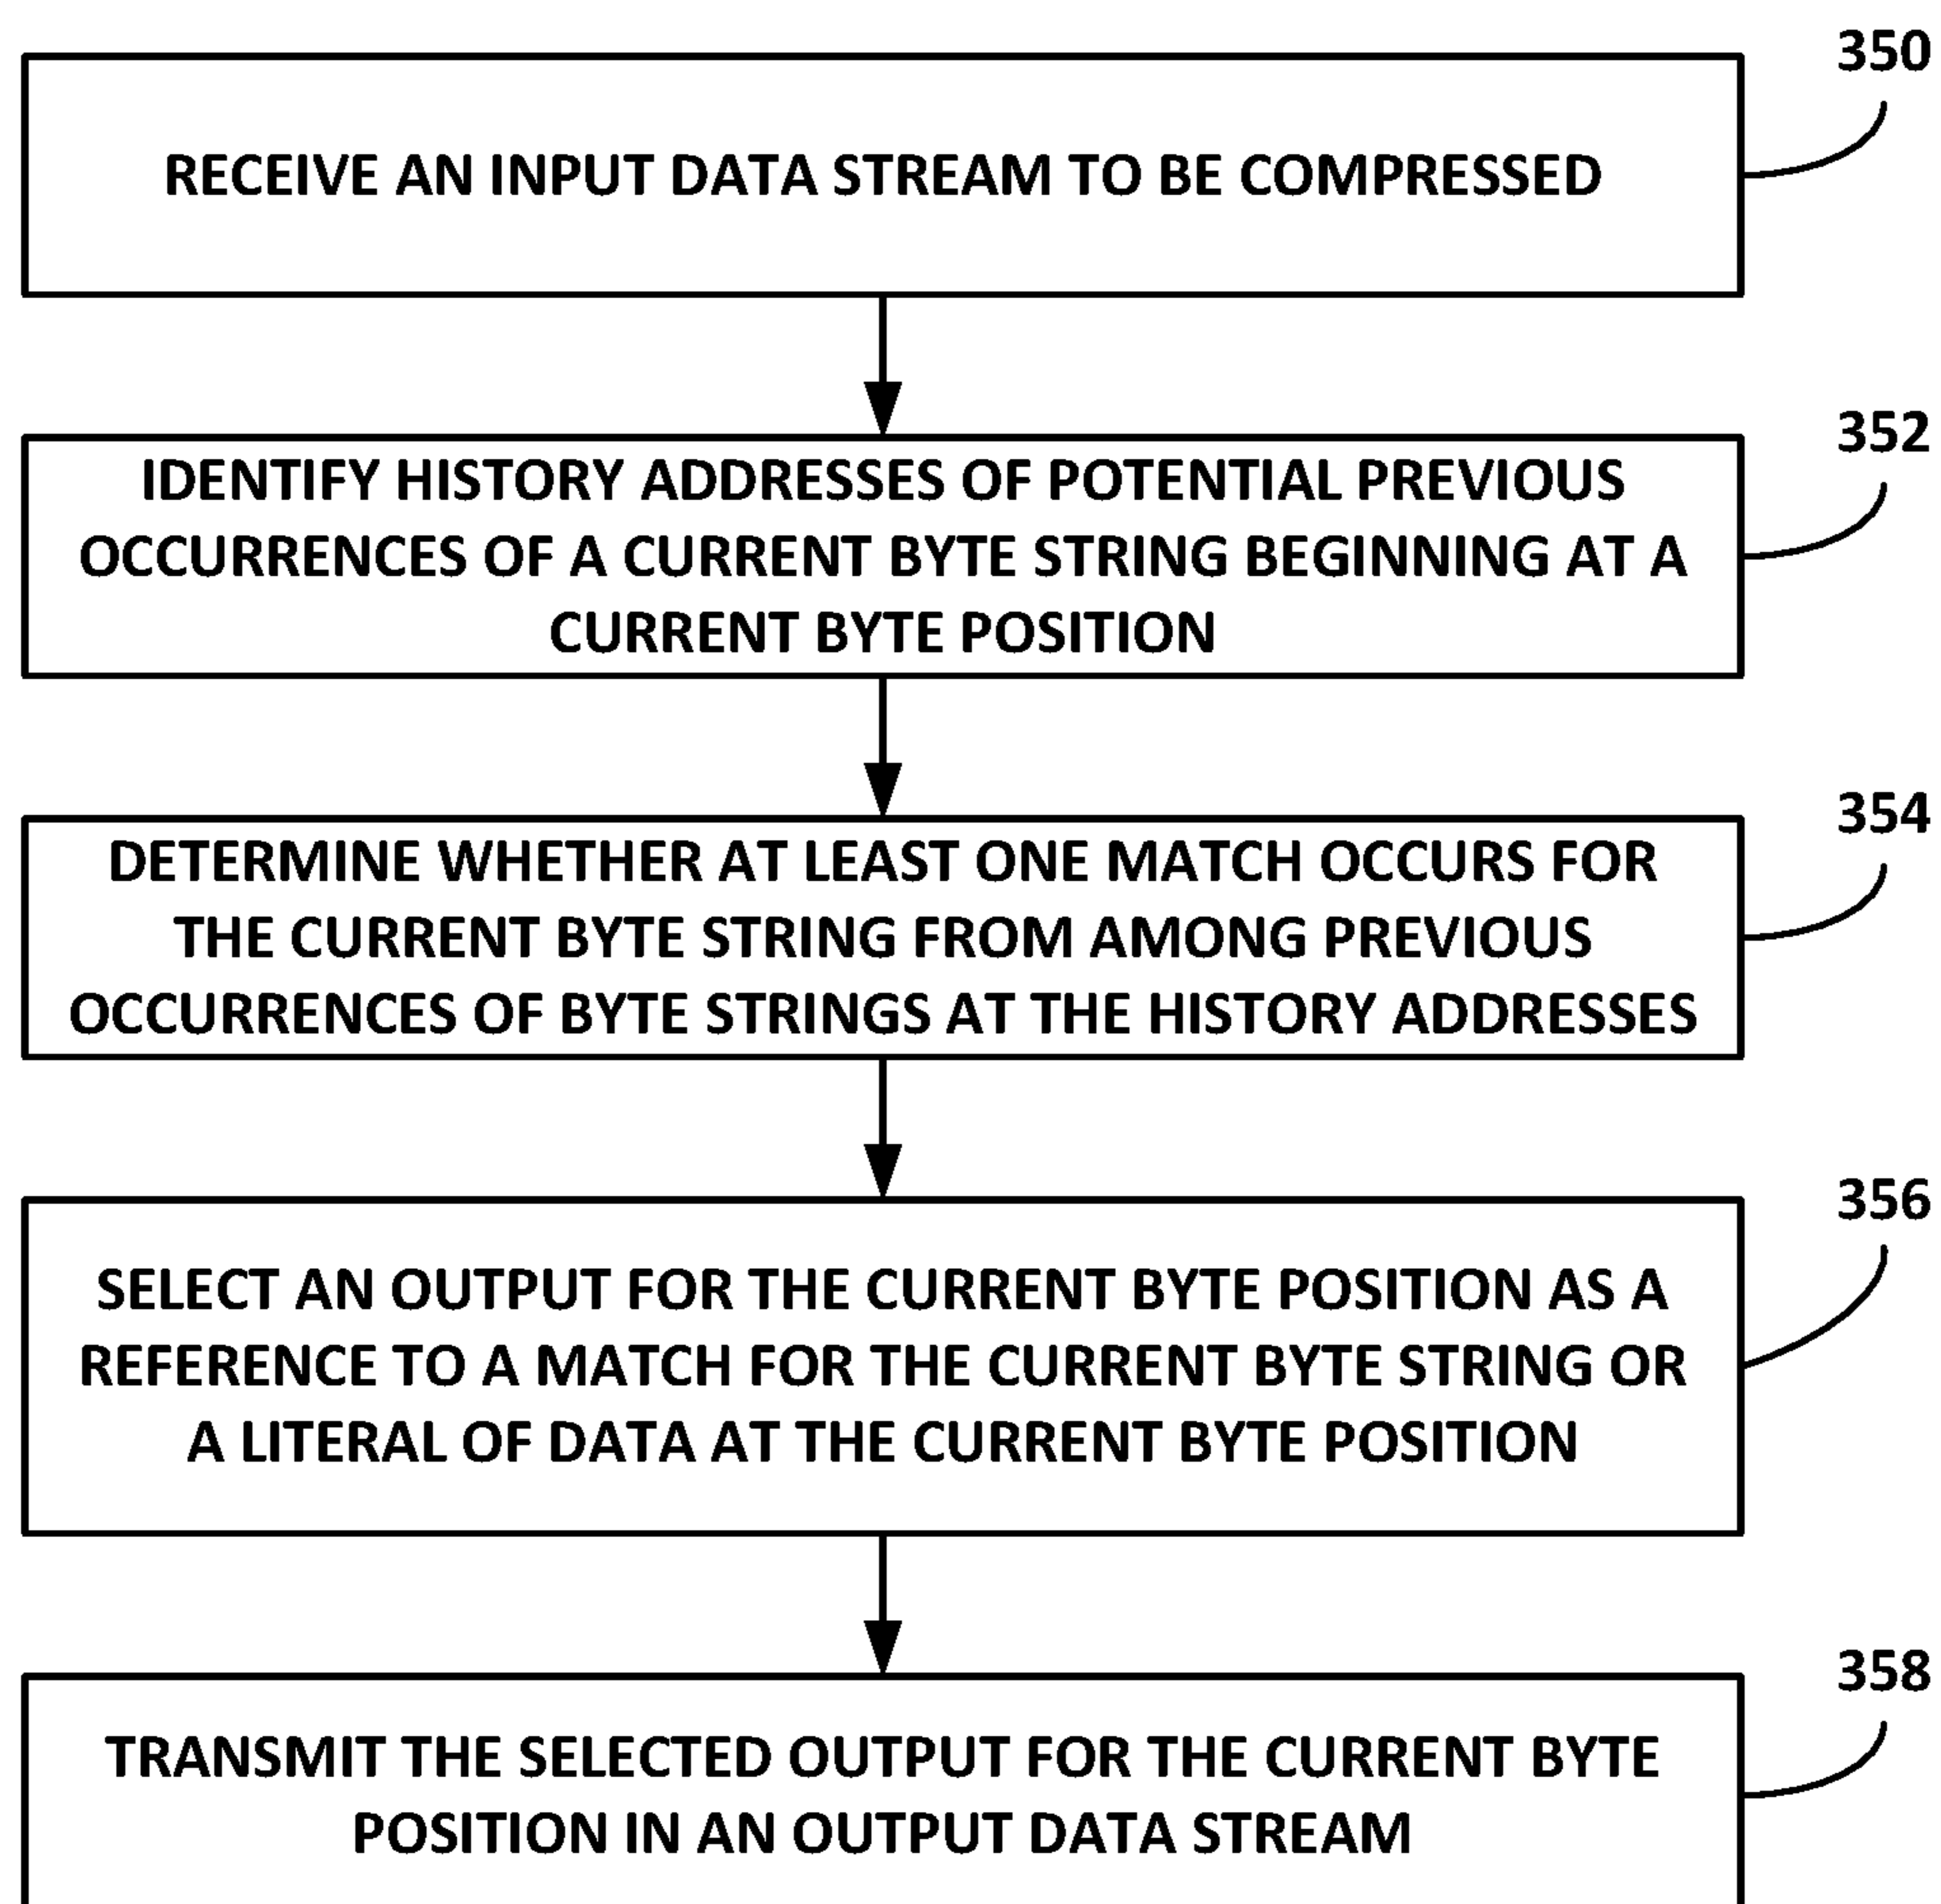 350
RECEIVE AN INPUT DATA STREAM TO BE COMPRESSED
352
IDENTIFY HISTORY ADDRESSES OF POTENTIAL PREVIOUS
OCCURRENCES OF A CURRENT BYTE STRING BEGINNING AT A
CURRENT BYTE POSITION
354
DETERMINE WHETHER AT LEAST ONE MATCH OCCURS FOR
THE CURRENT BYTE STRING FROM AMONG PREVIOUS
OCCURRENCES OF BYTE STRINGS AT THE HISTORY ADDRESSES
356
SELECT AN OUTPUT FOR THE CURRENT BYTE POSITION AS A
REFERENCE TO A MATCH FOR THE CURRENT BYTE STRING OR
A LITERAL OF DATA AT THE CURRENT BYTE POSITION
358
TRANSMIT THE SELECTED OUTPUT FOR THE CURRENT BYTE
POSITION IN AN OUTPUT DATA STREAM